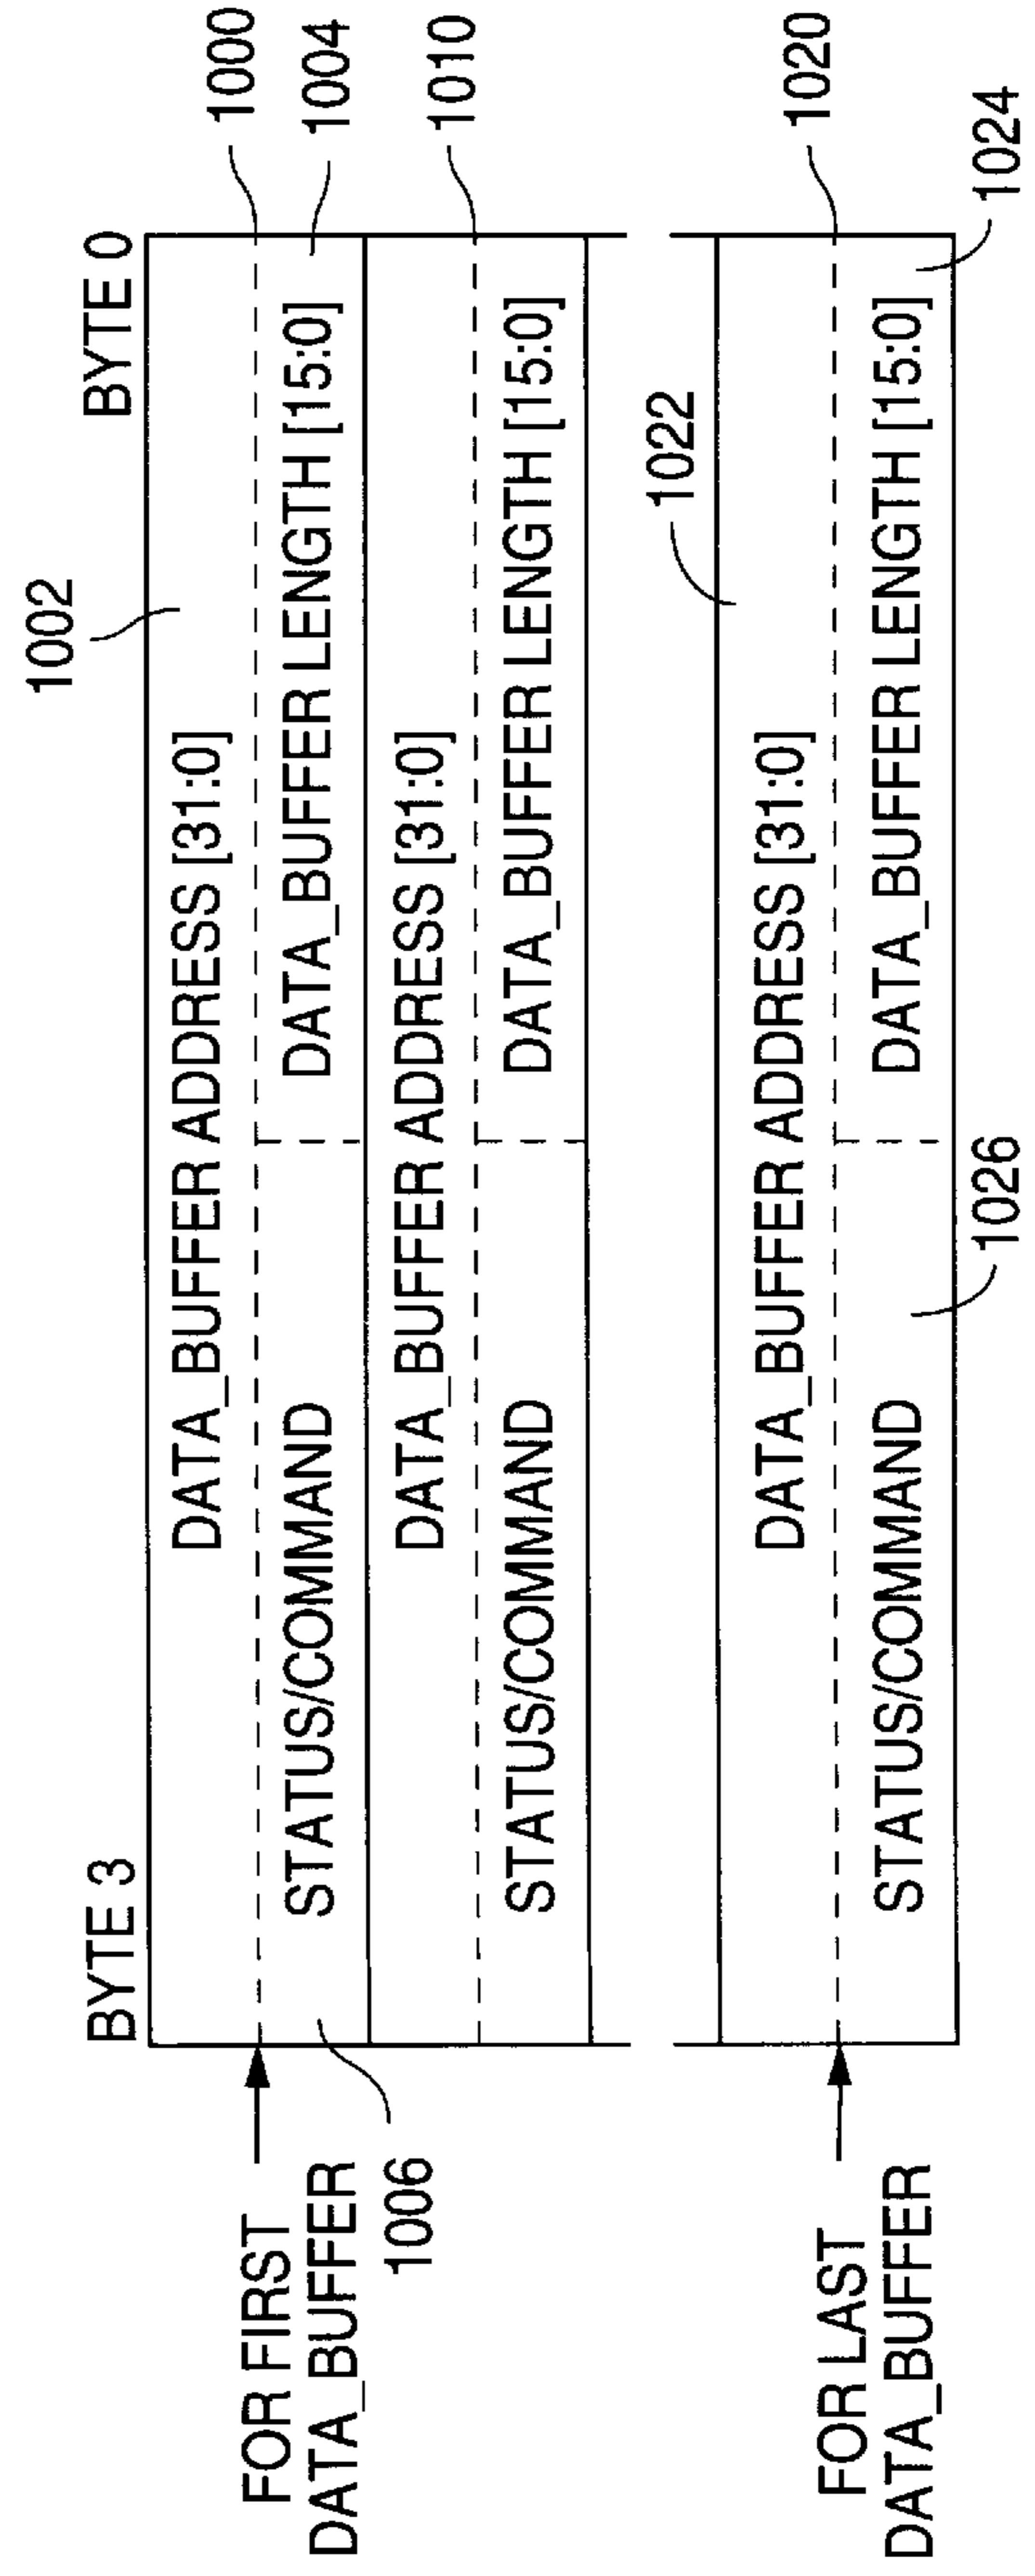 1002
BYTE 3
BYTE 0
1000
DATA_BUFFER ADDRESS [31:0]
FOR FIRST
DATA_BUFFER
STATUS/COMMAND
DATA_BUFFER LENGTH [15:0]
1004
1006
DATA_BUFFER ADDRESS [31:0]
1010
STATUS/COMMAND
DATA_BUFFER LENGTH [15:0]
1022
DATA_BUFFER ADDRESS [31:0]
1020
FOR LAST
DATA_BUFFER
STATUS/COMMAND
DATA_BUFFER LENGTH [15:0]
1026
1024